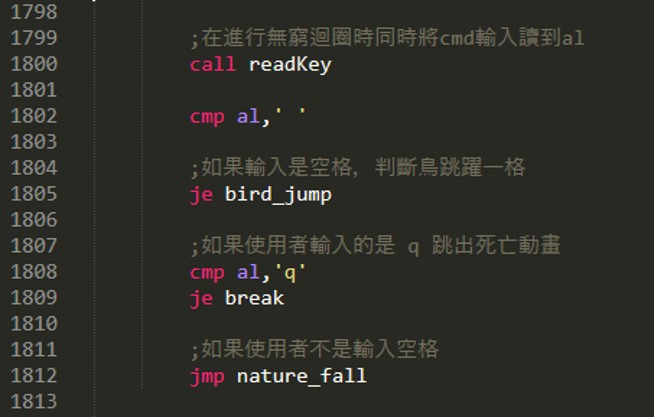 1798
1799 ;在進行無窮迴圈時同時將cmd輸入讀到al
1800 call readKey
1801
1802 cmp al,' '
1803
1804 ;如果輸入是空格, 判斷鳥跳躍一格
1805 je bird_jump
1806
1807 ;如果使用者輸入的是 q 跳出死亡動畫
1808 cmp al,'q'
1809 je break
1810
1811 ;如果使用者不是輸入空格
1812 jmp nature_fall
1813